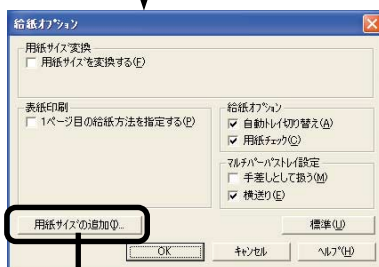 給紙オプション
用紙サイズ変換
用紙サイズを変換する(F)
表紙印刷
1ページ目の給紙方法を指定する(P)
給紙オプション
自動トレイ切り替え(A)
用紙チェック(C)
マルチパーパストレイ設定
手差しとして扱う(M)
横送り(E)
用紙サイズの追加(I)...
標準(U)
OK
キャンセル
ヘルプ(H)